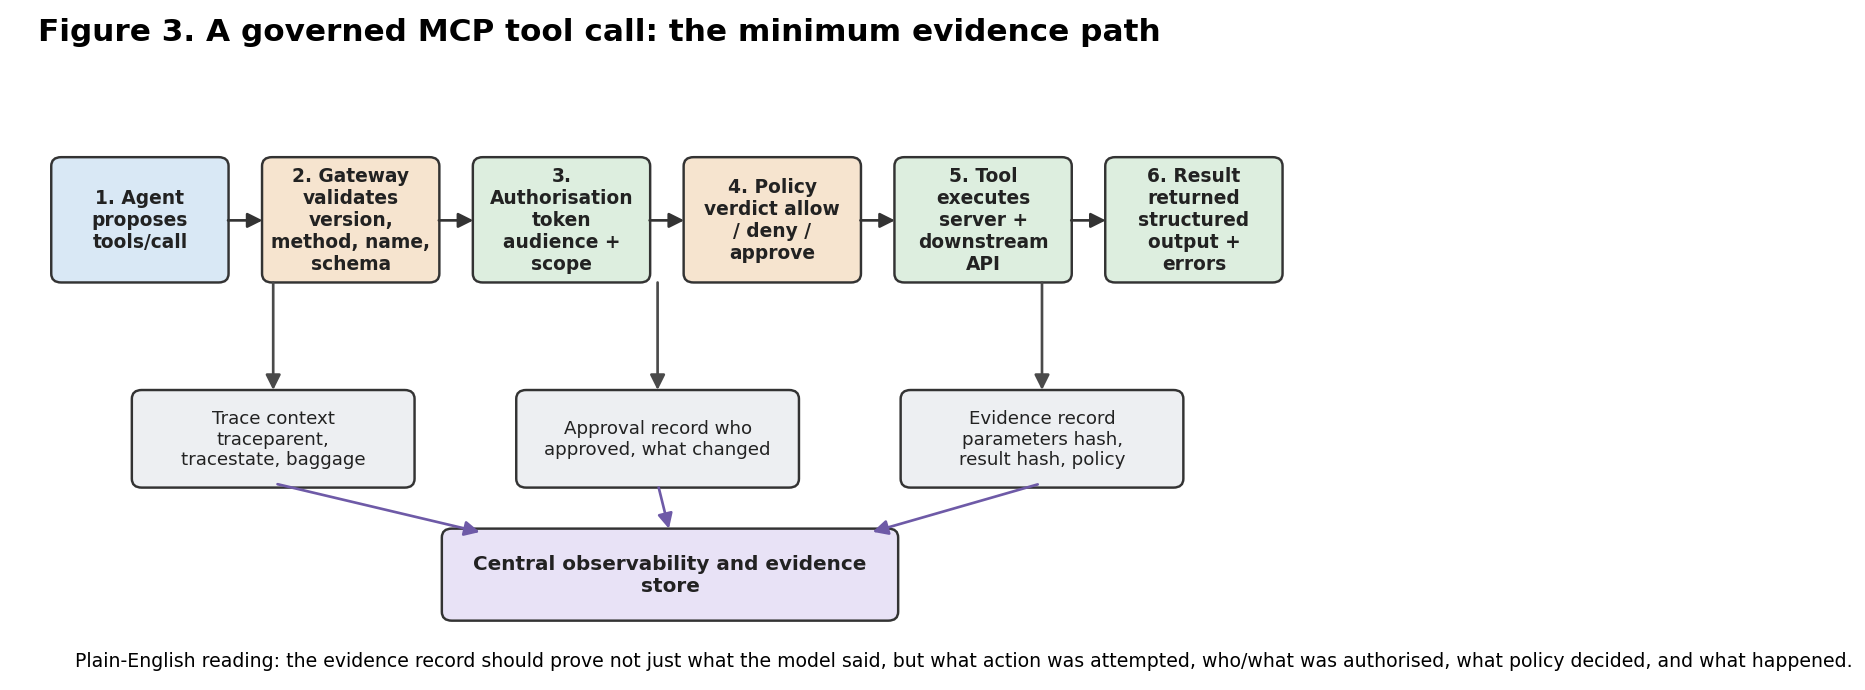 Figure 3. A governed MCP tool call: the minimum evidence path
1. Agent
proposes
tools/call
2. Gateway
validates
version,
method, name,
schema
3.
Authorisation
token
audience +
scope
4. Policy
verdict allow
/ deny /
approve
5. Tool
executes
server +
downstream
API
6. Result
returned
structured
output +
errors
Trace context
traceparent,
tracestate, baggage
Approval record who
approved, what changed
Evidence record
parameters hash,
result hash, policy
Central observability and evidence
store
Plain-English reading: the evidence record should prove not just what the model said, but what action was attempted, who/what was authorised, what policy decided, and what happened.